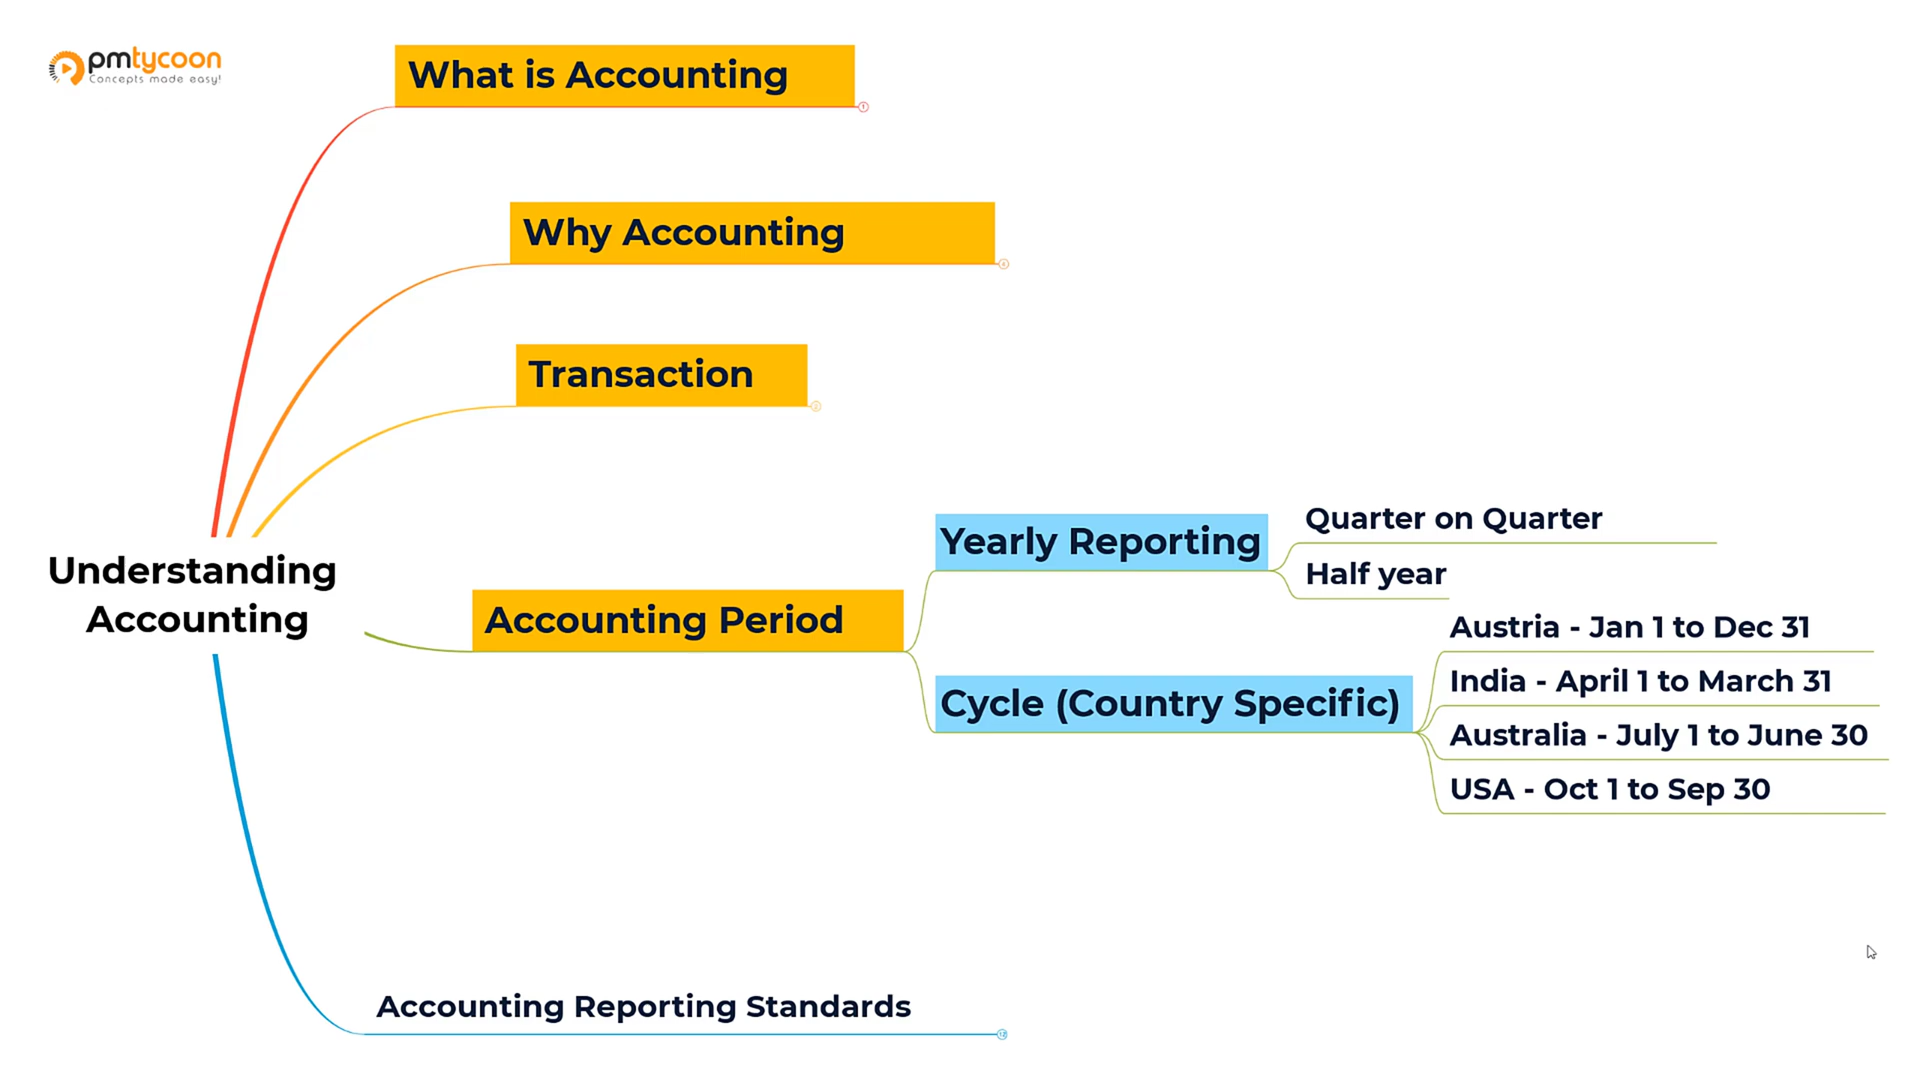 pmtycoon
Concepts made easy!
What is Accounting
Why Accounting
Transaction
Understanding
Accounting
Accounting Period
Yearly Reporting
Quarter on Quarter
Half year
Cycle (Country Specific)
Austria - Jan 1 to Dec 31
India - April 1 to March 31
Australia - July 1 to June 30
USA - Oct 1 to Sep 30
Accounting Reporting Standards